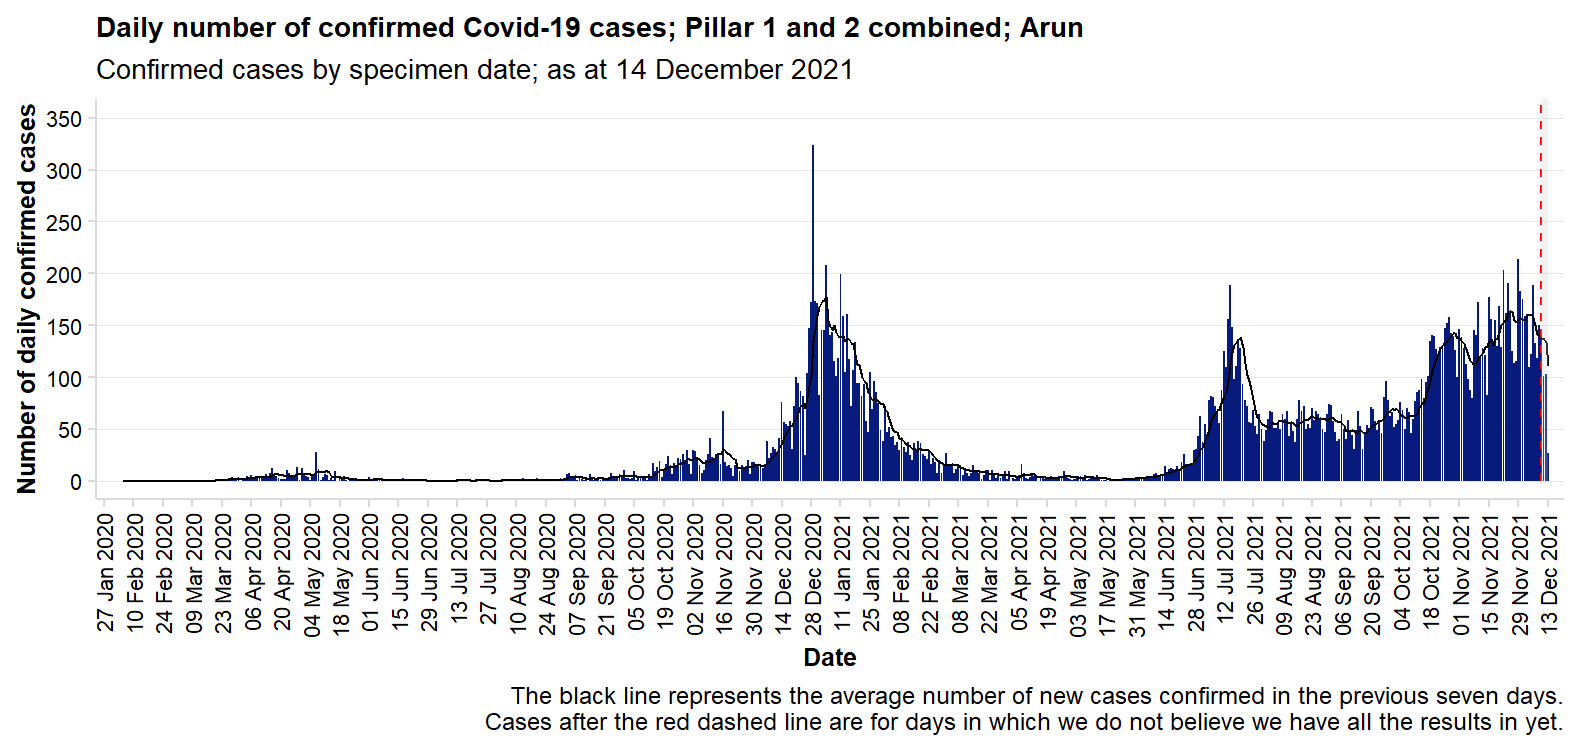 Daily number of confirmed Covid-19 cases; Pillar 1 and 2 combined; Arun
Confirmed cases by specimen date; as at 14 December 2021
Number of daily confirmed cases
350
300
250
200
150
100
50
0
27 Jan 2020
10 Feb 2020
24 Feb 2020
09 Mar 2020
23 Mar 2020
06 Apr 2020
20 Apr 2020
04 May 2020
18 May 2020
01 Jun 2020
15 Jun 2020
29 Jun 2020
13 Jul 2020
27 Jul 2020
10 Aug 2020
24 Aug 2020
07 Sep 2020
21 Sep 2020
05 Oct 2020
19 Oct 2020
02 Nov 2020
16 Nov 2020
30 Nov 2020
14 Dec 2020
28 Dec 2020
11 Jan 2021
25 Jan 2021
08 Feb 2021
22 Feb 2021
08 Mar 2021
22 Mar 2021
05 Apr 2021
19 Apr 2021
03 May 2021
17 May 2021
31 May 2021
14 Jun 2021
28 Jun 2021
12 Jul 2021
26 Jul 2021
09 Aug 2021
23 Aug 2021
06 Sep 2021
20 Sep 2021
04 Oct 2021
18 Oct 2021
01 Nov 2021
15 Nov 2021
29 Nov 2021
13 Dec 2021
Date
The black line represents the average number of new cases confirmed in the previous seven days.
Cases after the red dashed line are for days in which we do not believe we have all the results in yet.